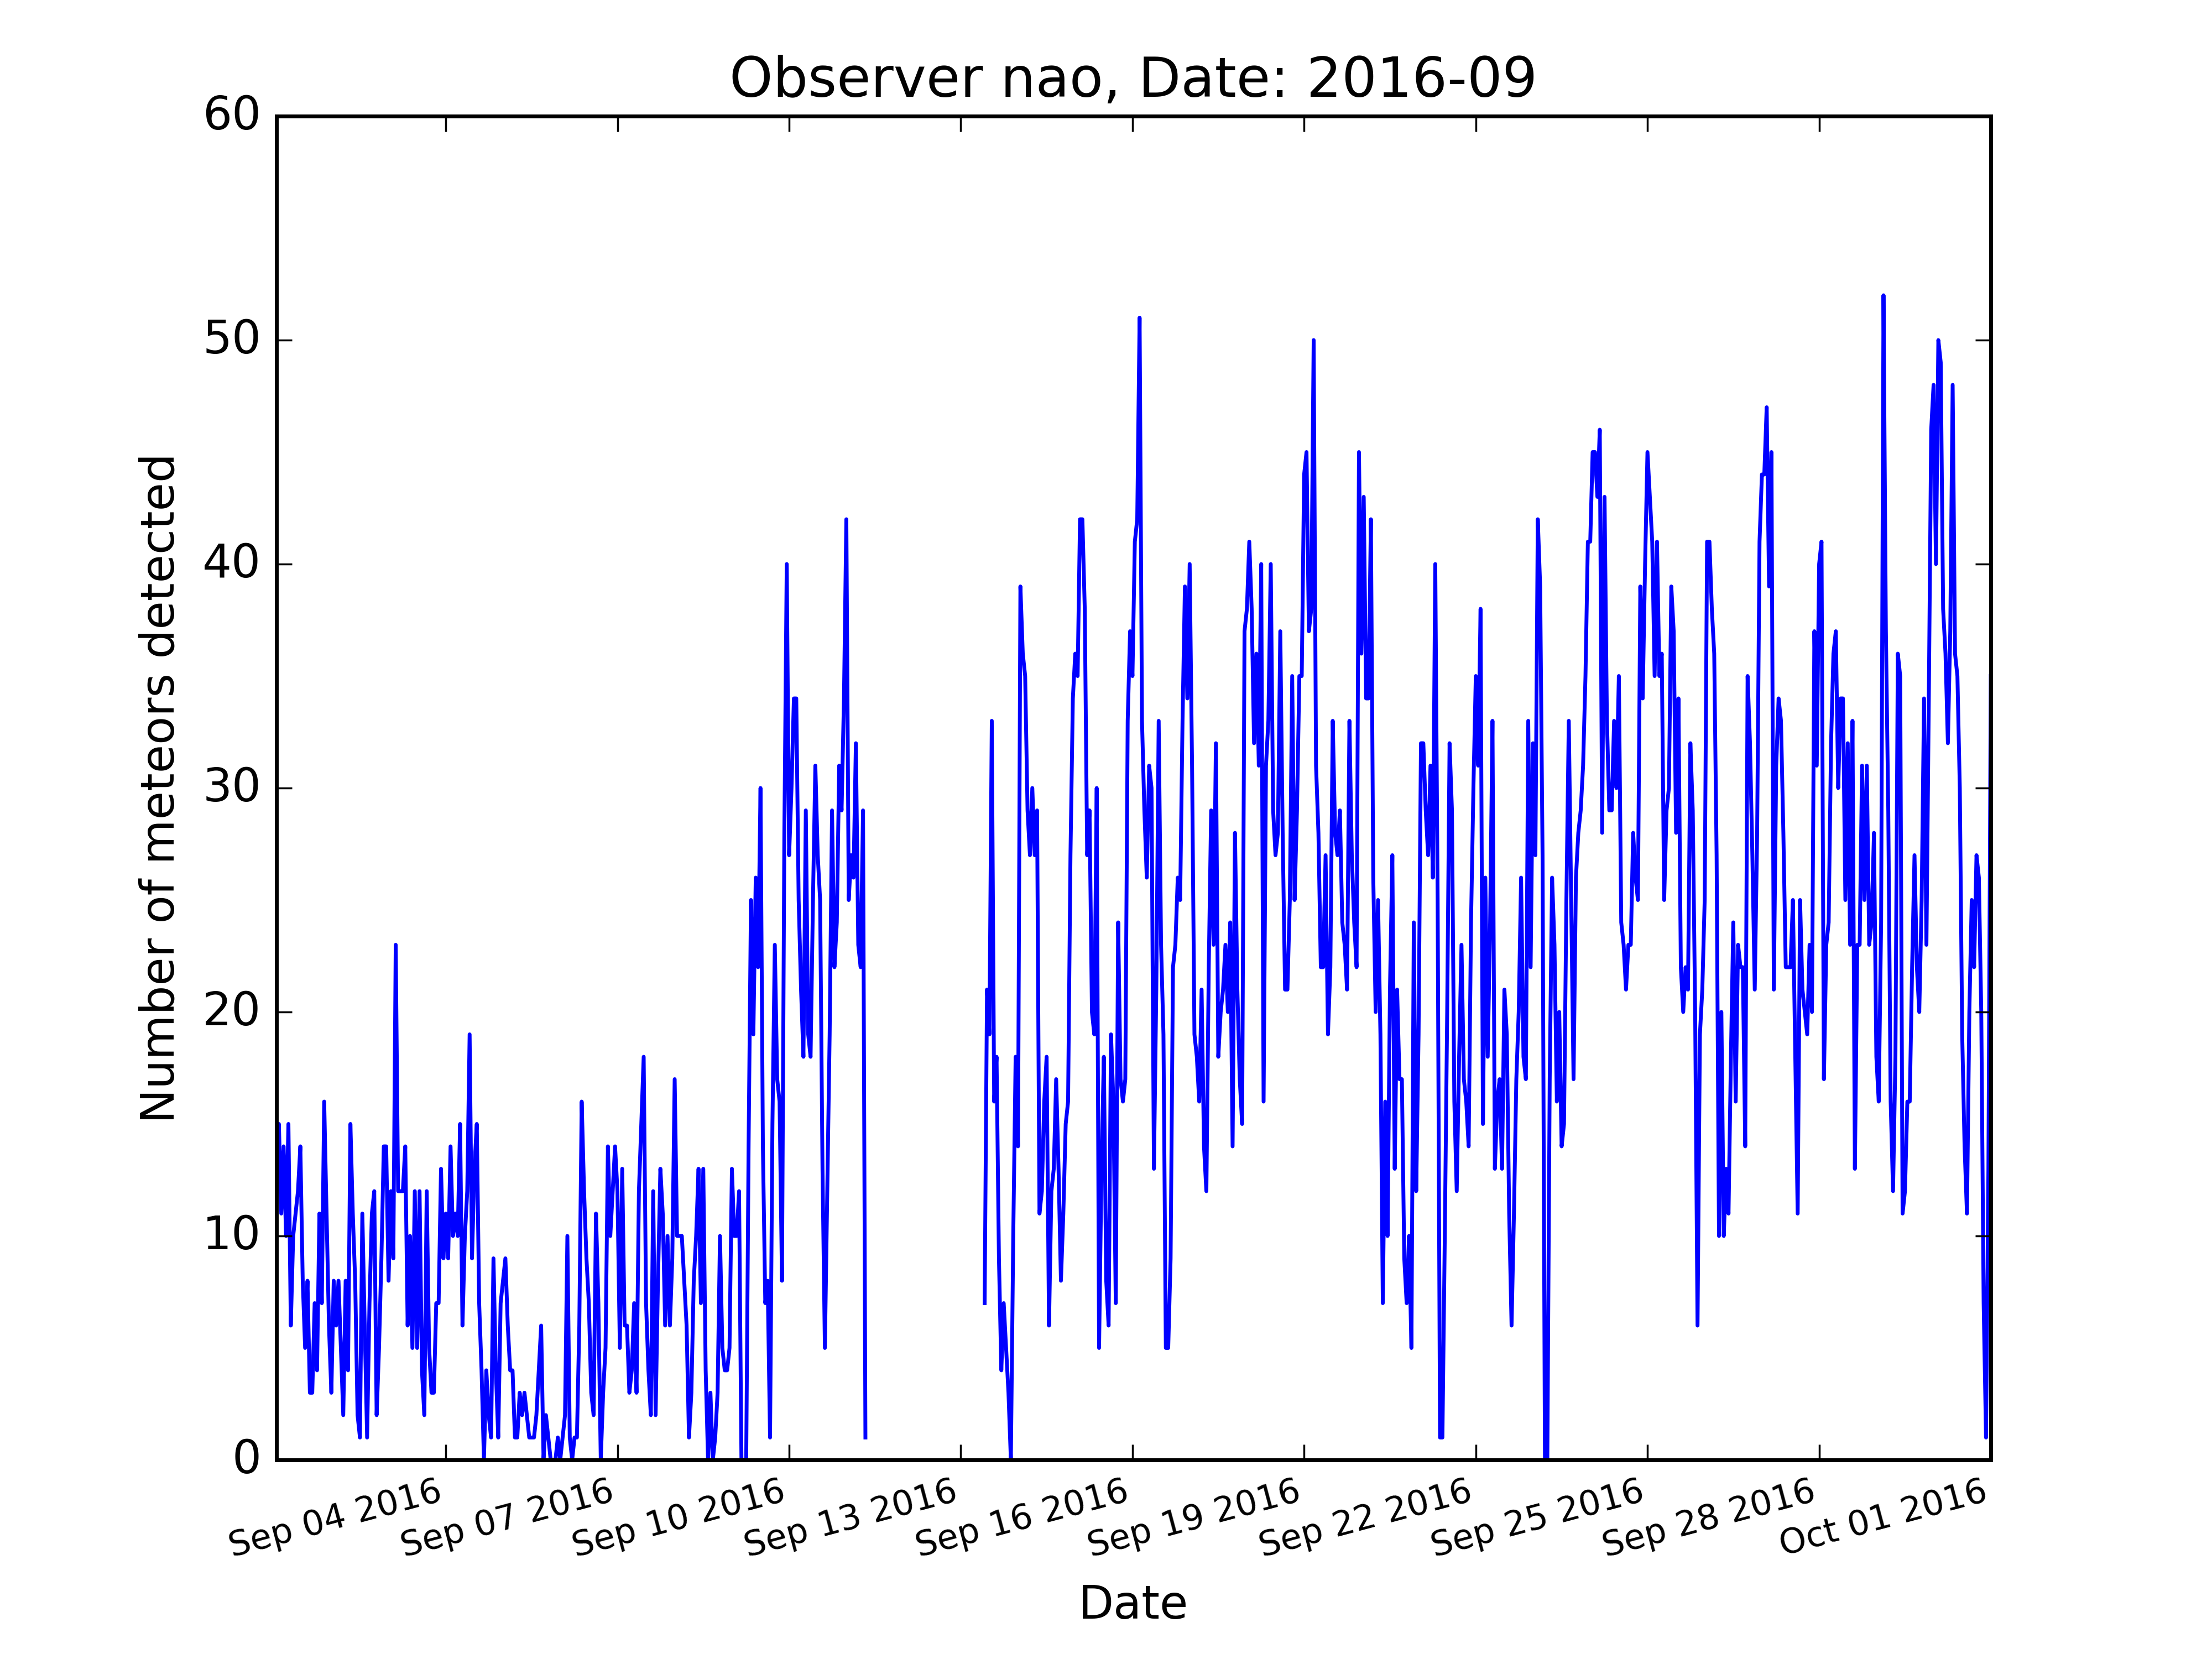 Observer nao, Date: 2016-09
60
50
40
30
20
10
0
Number of meteors detected
Sep 04 2016
Sep 07 2016
Sep 10 2016
Sep 13 2016
Sep 16 2016
Sep 19 2016
Sep 22 2016
Sep 25 2016
Sep 28 2016
Oct 01 2016
Date